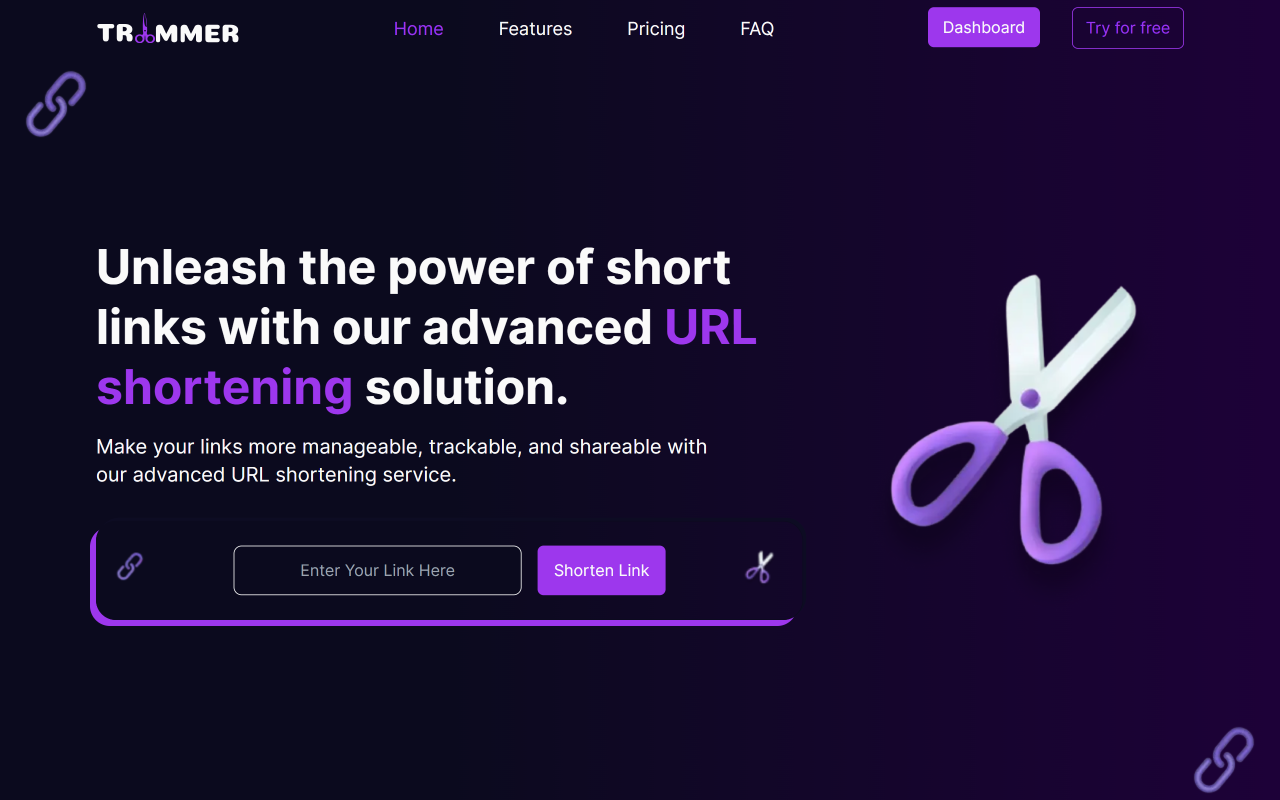 TRIMMER
Home
Features
Pricing
FAQ
Dashboard
Try for free
Unleash the power of short
links with our advanced URL
shortening solution.
Make your links more manageable, trackable, and shareable with
our advanced URL shortening service.
Enter Your Link Here
Shorten Link